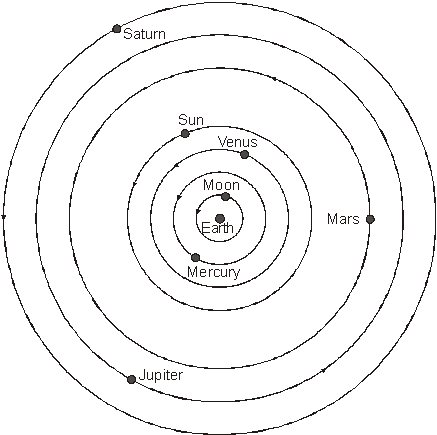 Saturn
Sun
Venus
Moon
Earth
Mars
Mercury
Jupiter